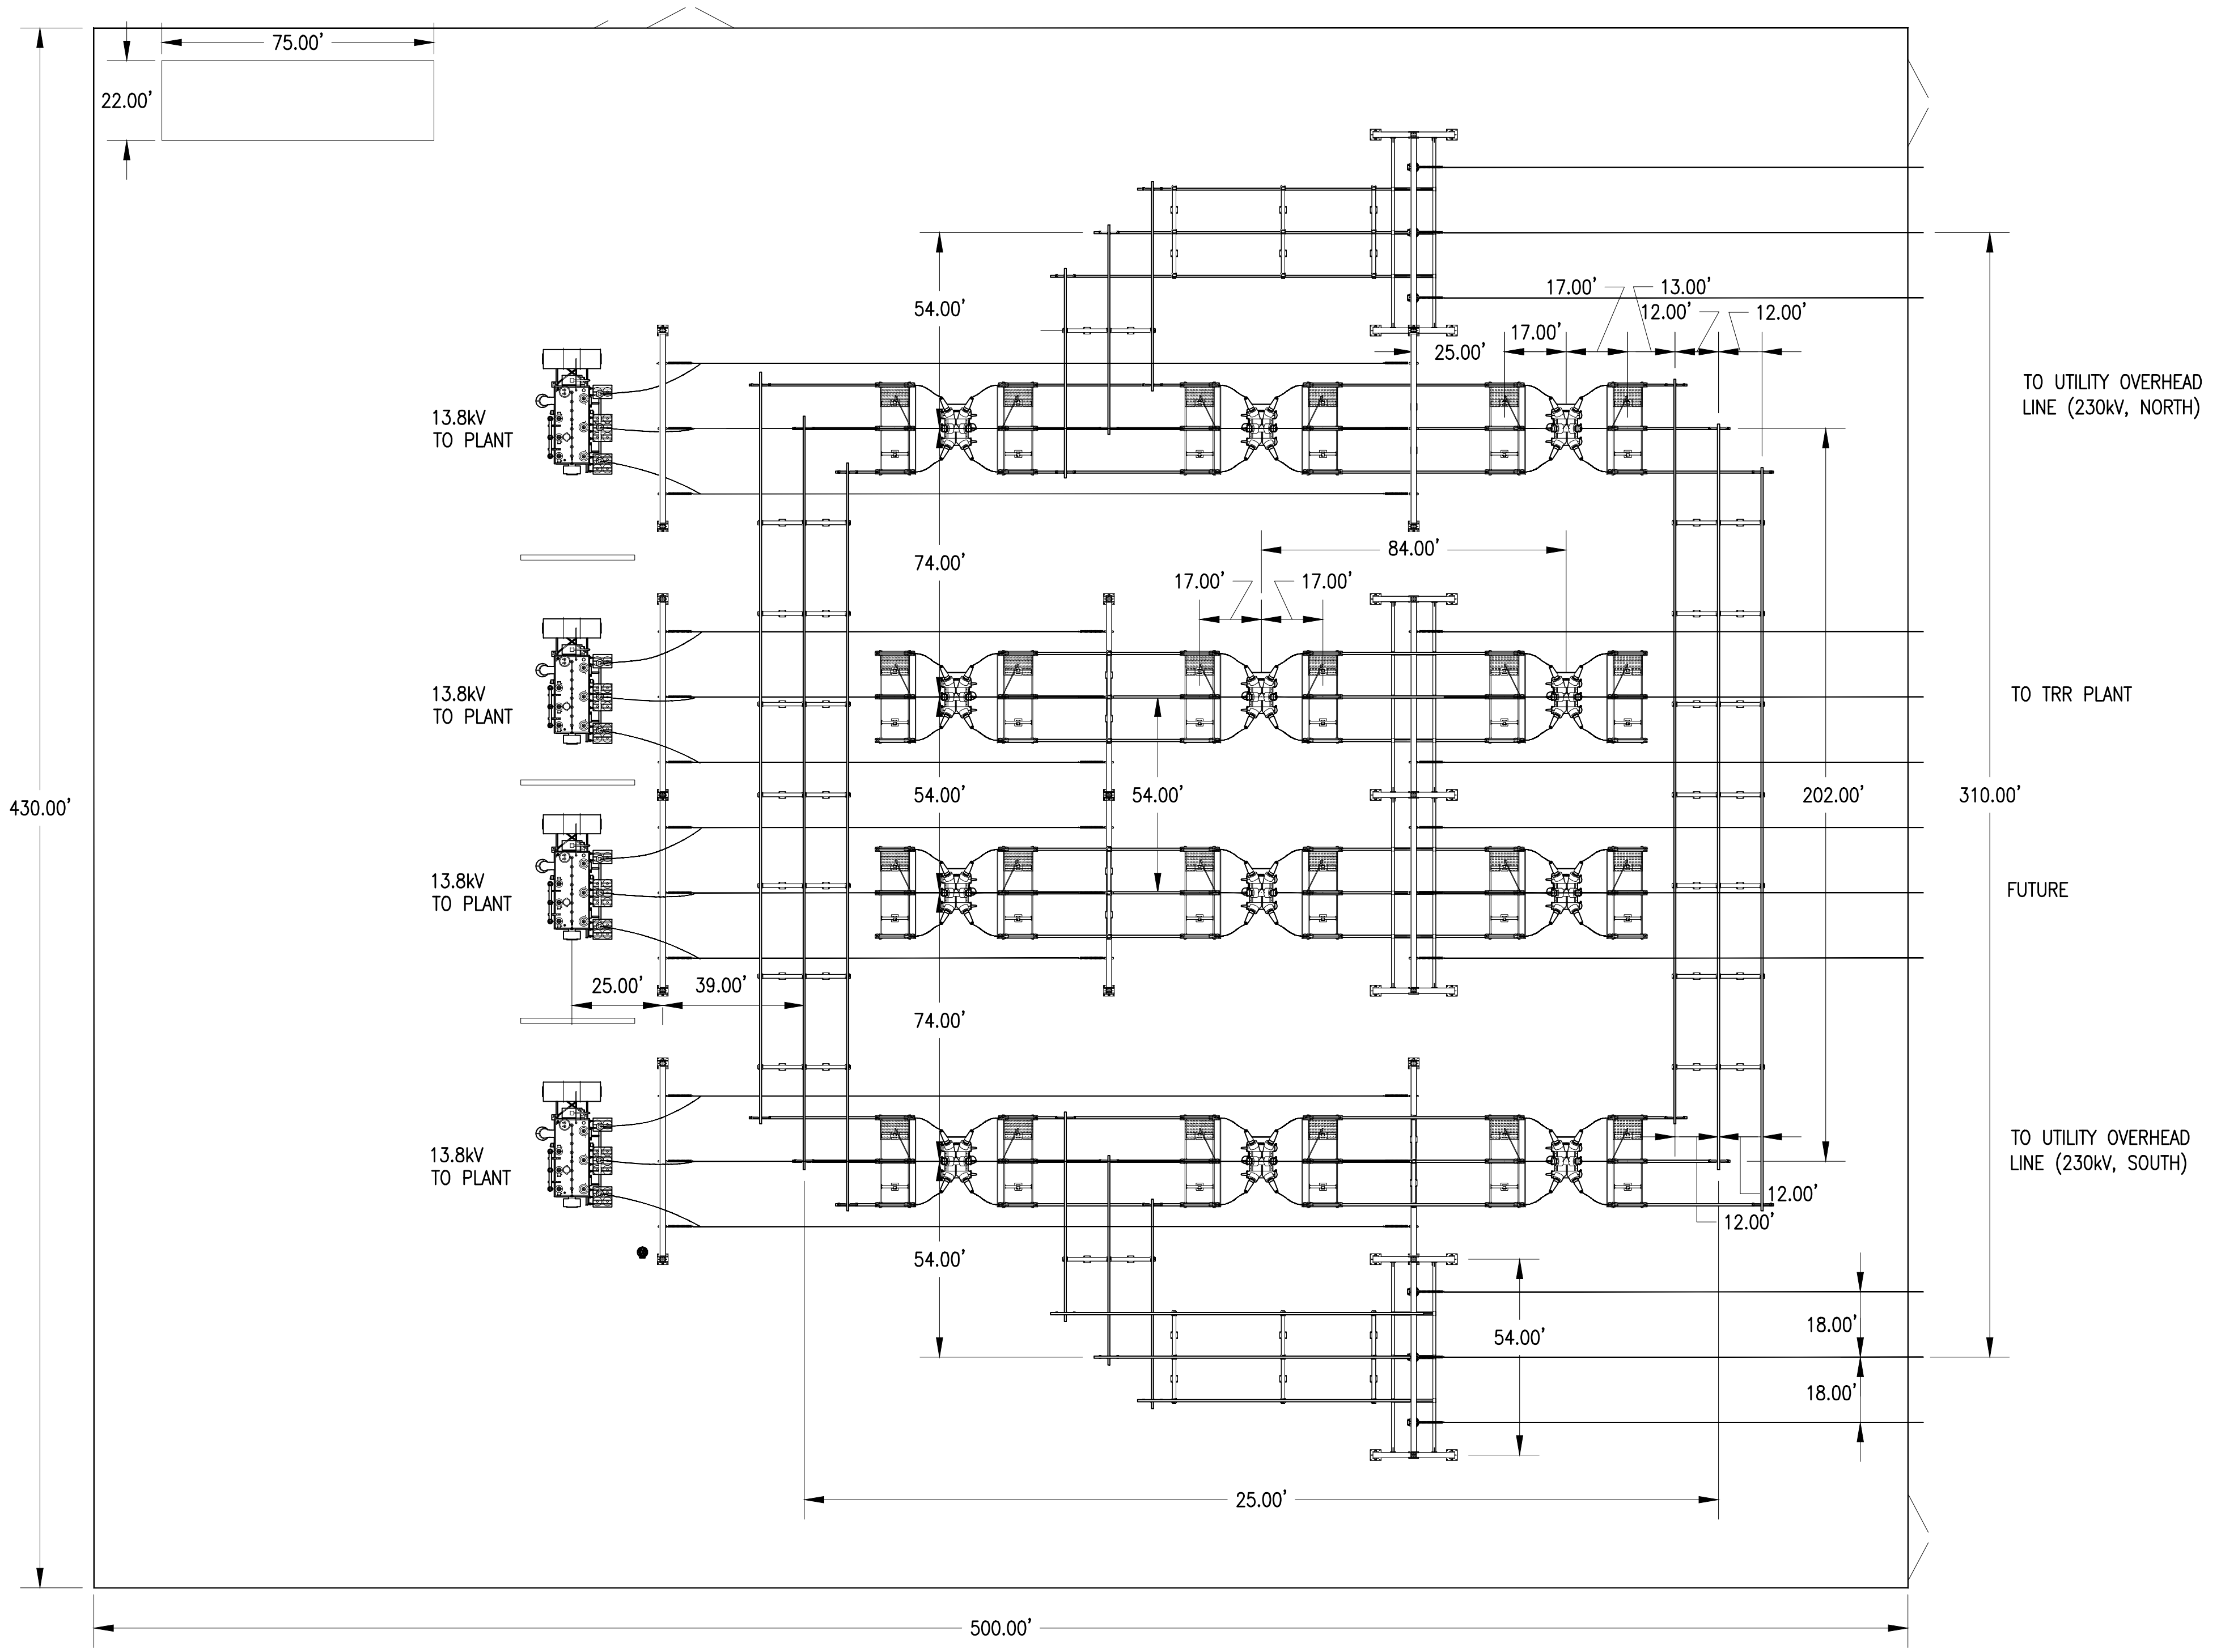 75.00'
22.00'
54.00'
17.00'
13.00'
12.00'
12.00'
17.00'
25.00'
TO UTILITY OVERHEAD
LINE (230kV, NORTH)
13.8kV
TO PLANT
74.00'
84.00'
17.00'
17.00'
13.8kV
TO PLANT
TO TRR PLANT
430.00'
54.00'
54.00'
202.00'
310.00'
13.8kV
TO PLANT
FUTURE
25.00'
39.00'
74.00'
13.8kV
TO PLANT
TO UTILITY OVERHEAD
LINE (230kV, SOUTH)
12.00'
12.00'
54.00'
54.00'
18.00'
18.00'
25.00'
500.00'